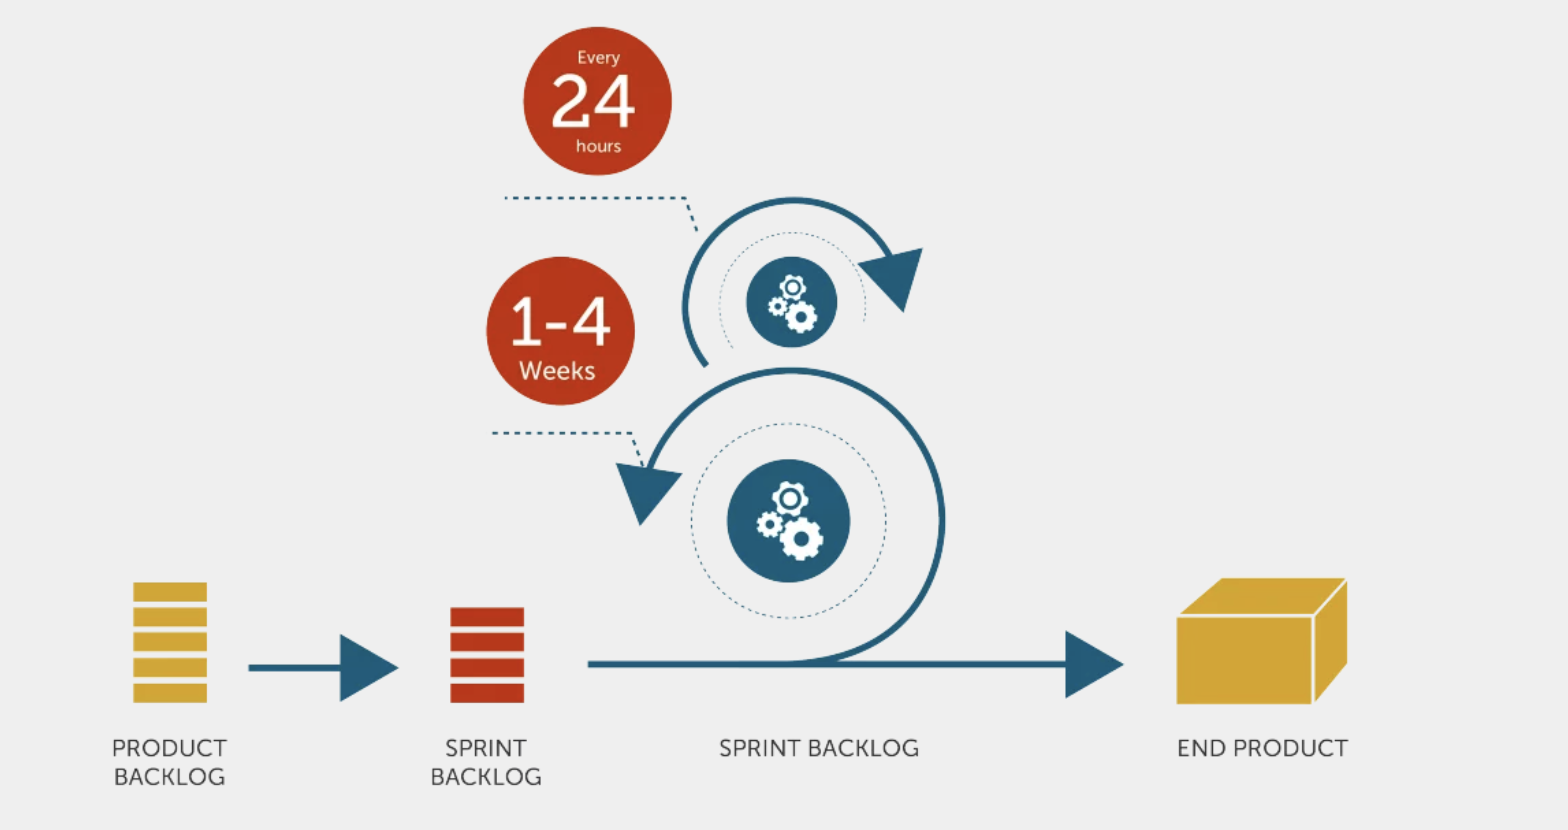 Every
24
hours
1-4
Weeks
PRODUCT
BACKLOG
SPRINT
BACKLOG
SPRINT BACKLOG
END PRODUCT